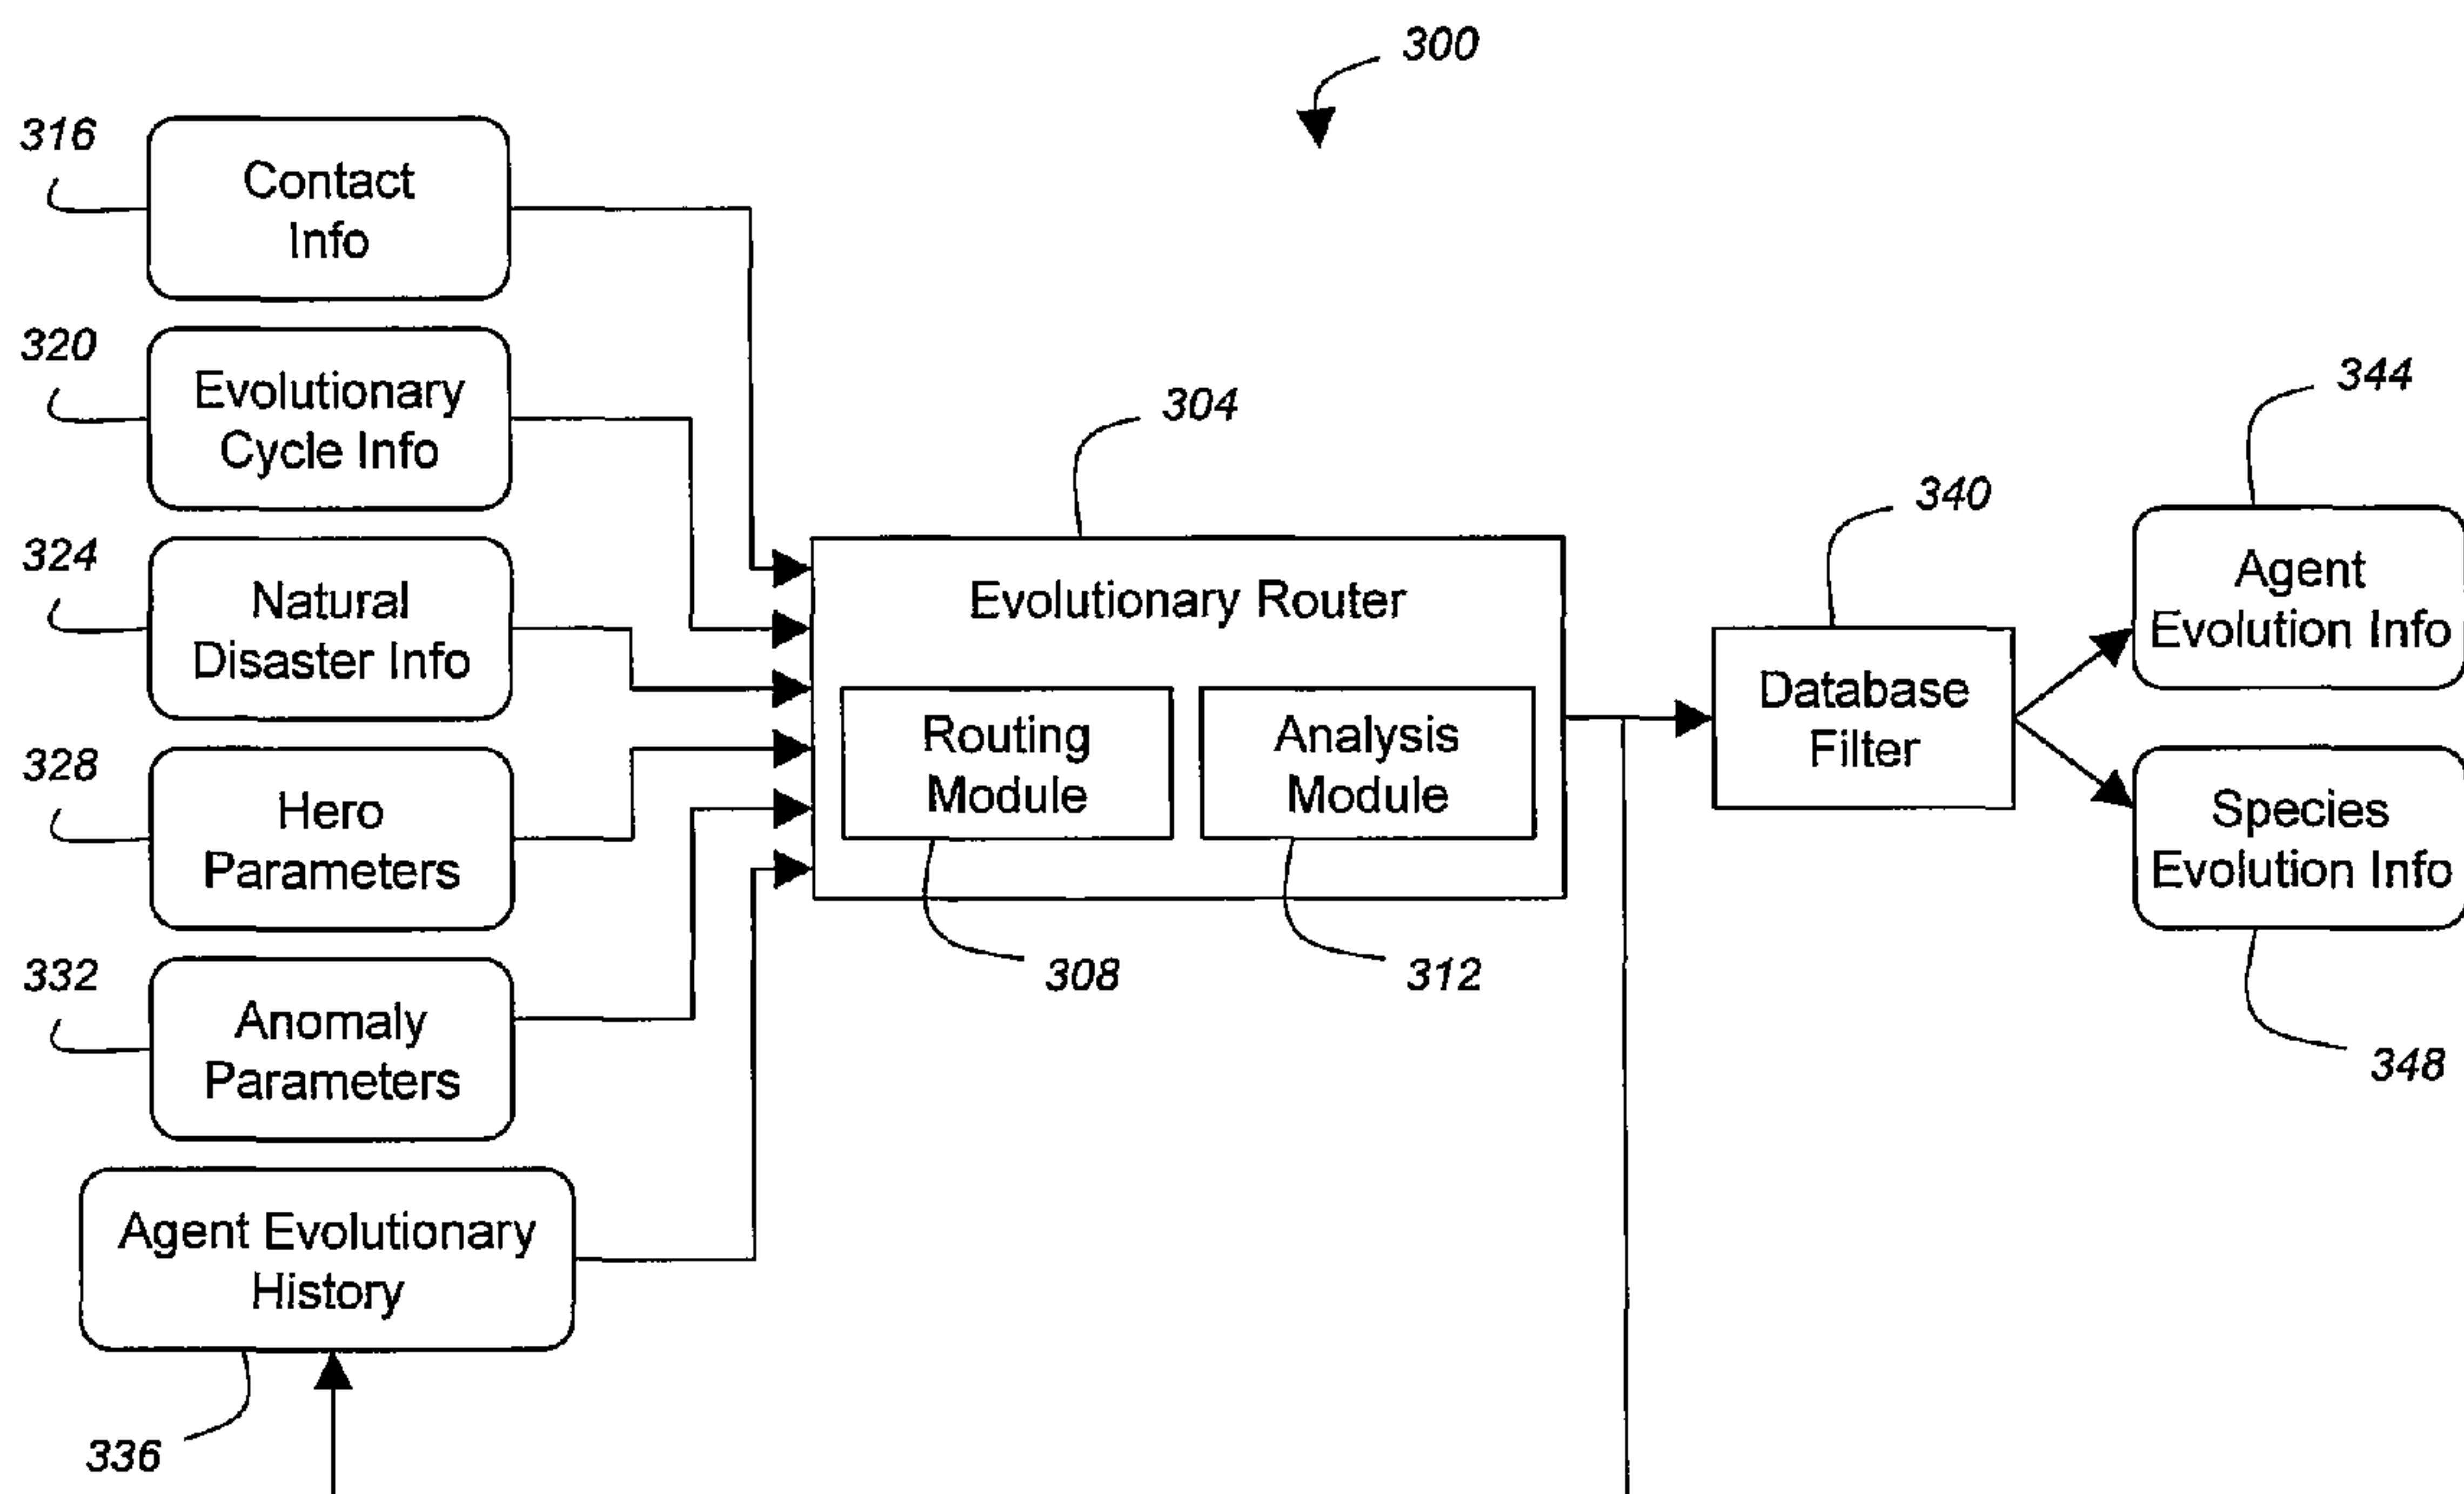 300
316
Contact
Info
320
Evolutionary
Cycle Info
324
Natural
Disaster Info
328
Hero
Parameters
332
Anomaly
Parameters
Agent Evolutionary
History
336
304
Evolutionary Router
Routing
Module
Analysis
Module
308
312
340
Database
Filter
344
Agent
Evolution Info
Species
Evolution Info
348